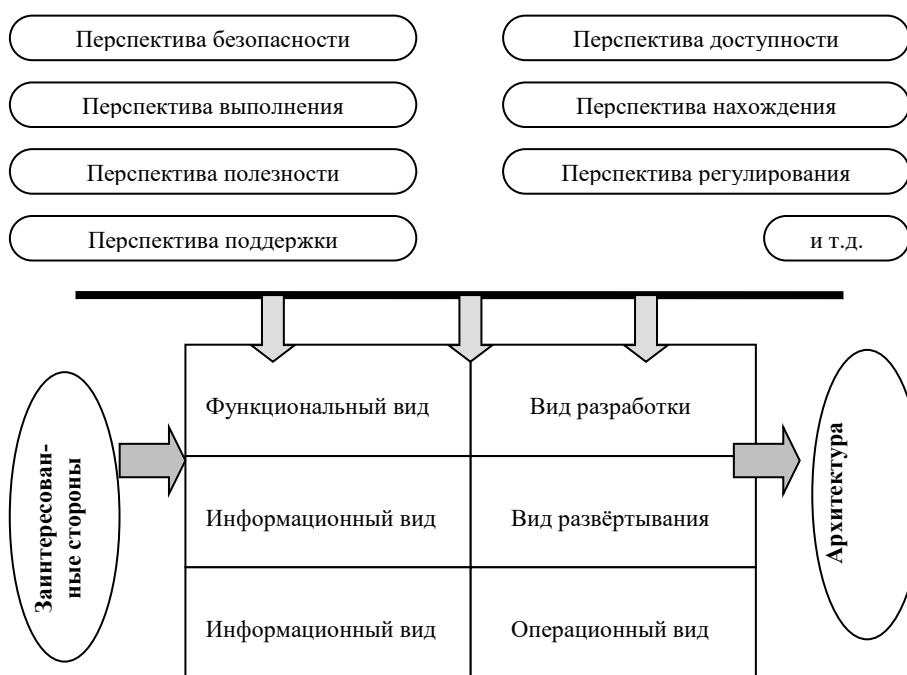 Перспектива безопасности
Перспектива доступности
Перспектива выполнения
Перспектива нахождения
Перспектива полезности
Перспектива регулирования
Перспектива поддержки
и т.д.
Заинтересован-
ные стороны
Функциональный вид
Вид разработки
Информационный вид
Вид развёртывания
Информационный вид
Операционный вид
Архитектура